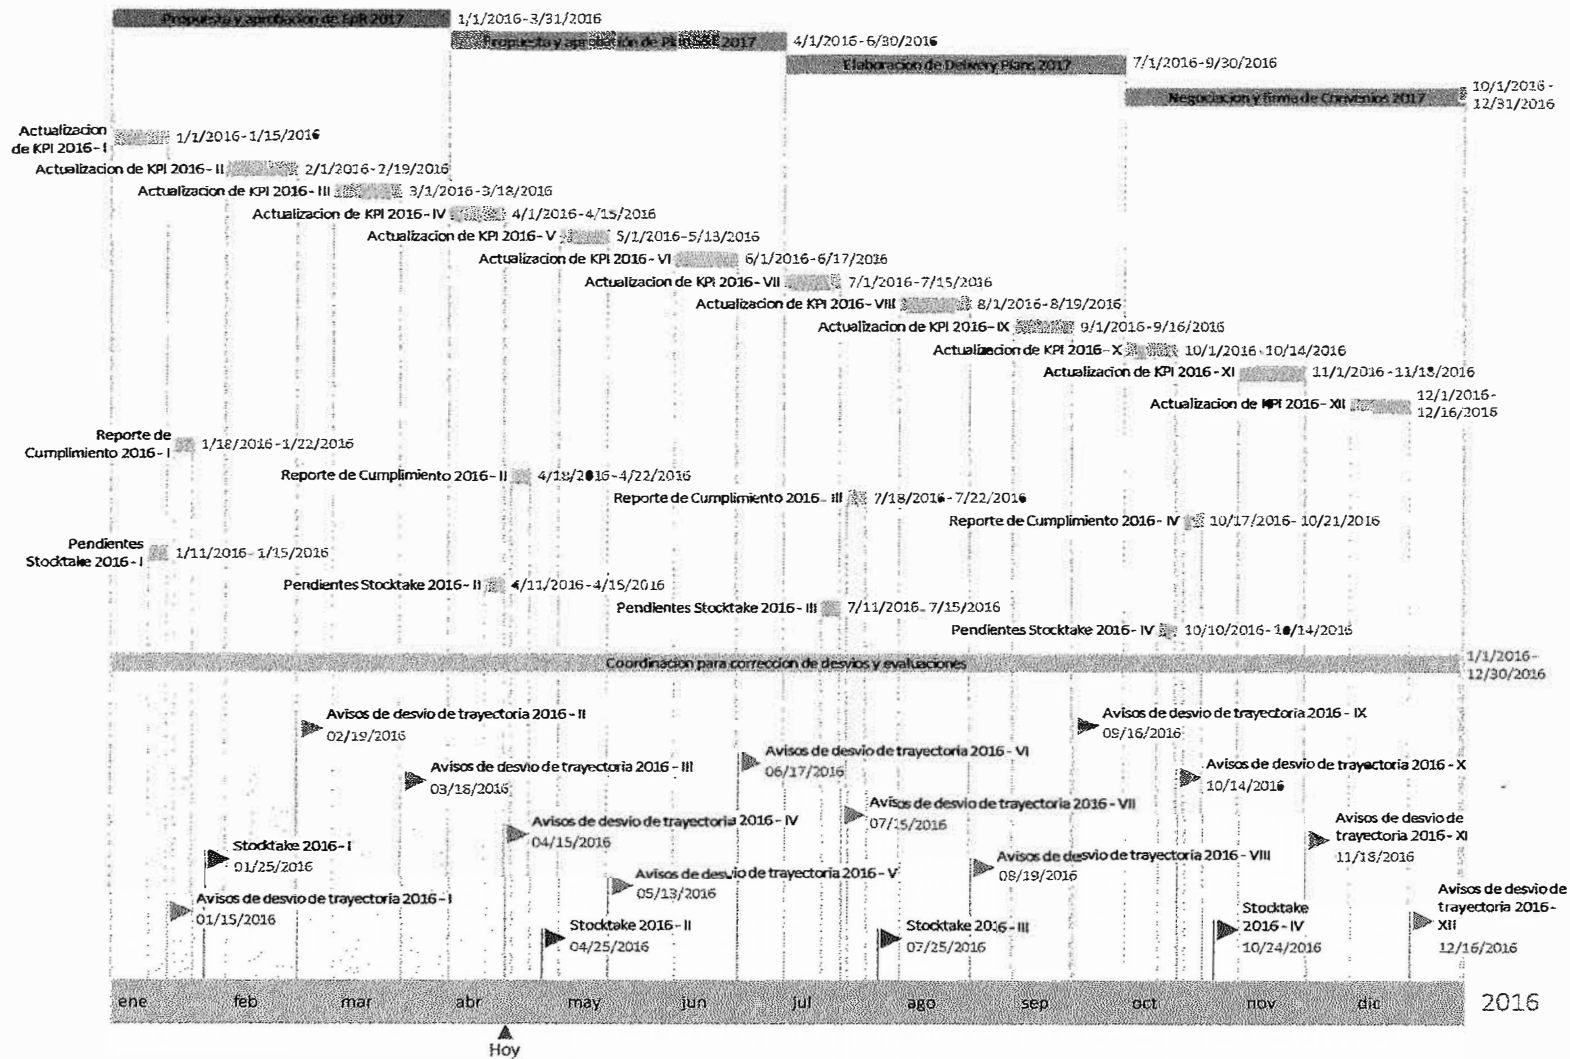 Propuesta y aprobacion de EpR 2017 1/1/2016-3/31/2016
Propuesta y aprobación de 2017 4/1/2016-6/30/2016
Elaboracion de Delivery Plans 2017 7/1/2016-9/30/2016
Negociacion y firma de Convenios 2017 10/1/2016 -
12/31/2016
Actualizacion
de KPI 2016- I 1/1/2016-1/15/2016
Actualizacion de KPI 2016- II 2/1/2016-2/19/2016
Actualizacion de KPI 2016- III 3/1/2016-3/18/2016
Actualizacion de KPI 2016- IV 4/1/2016-4/15/2016
Actualizacion de KPI 2016- V 5/1/2016-5/13/2016
Actualizacion de KPI 2016- VI 6/1/2016-6/17/2016
Actualizacion de KPI 2016- VII 7/1/2016-7/15/2016
Actualizacion de KPI 2016- VIII 8/1/2016-8/19/2016
Actualizacion de KPI 2016- IX 9/1/2016-9/16/2016
Actualizacion de KPI 2016- X 10/1/2016-10/14/2016
Actualizacion de KPI 2016- XI 11/1/2016-11/18/2016
Actualizacion de KPI 2016- XII 12/1/2016-
12/16/2016
Reporte de
Cumplimiento 2016- I 1/18/2016-1/22/2016
Reporte de Cumplimiento 2016- II 4/18/2016-4/22/2016
Reporte de Cumplimiento 2016- III 7/18/2016-7/22/2016
Reporte de Cumplimiento 2016- IV 10/17/2016-10/21/2016
Pendientes
Stocktake 2016- I 1/11/2016-1/15/2016
Pendientes Stocktake 2016- II 4/11/2016-4/15/2016
Pendientes Stocktake 2016- III 7/11/2016-7/15/2016
Pendientes Stocktake 2016- IV 10/10/2016-10/14/2016
Coordinacion para correccion de desvios y evaluaciones 1/1/2016-
12/30/2016
Avisos de desvio de trayectoria 2016 - II
02/19/2016
Avisos de desvio de trayectoria 2016 - IX
09/16/2016
Avisos de desvio de trayectoria 2016 - VI
06/17/2016
Avisos de desvio de trayectoria 2016 - III
03/18/2016
Avisos de desvio de trayectoria 2016 - X
10/14/2016
Avisos de desvio de trayectoria 2016 - VII
07/15/2016
Avisos de desvio de trayectoria 2016 - IV
04/15/2016
Avisos de desvio de
trayectoria 2016 - XI
11/18/2016
Stocktake 2016- I
01/25/2016
Avisos de desvio de trayectoria 2016 - VIII
08/19/2016
Avisos de desvio de trayectoria 2016 - V
05/13/2016
Avisos de desvio de trayectoria 2016 - I
01/15/2016
Avisos de desvio de
trayectoria 2016 -
XII
12/16/2016
Stocktake 2016- II
04/25/2016
Stocktake 2016- III
07/25/2016
Stocktake
2016- IV
10/24/2016
ene feb mar abr may jun jul ago sep oct nov dic 2016
Hoy